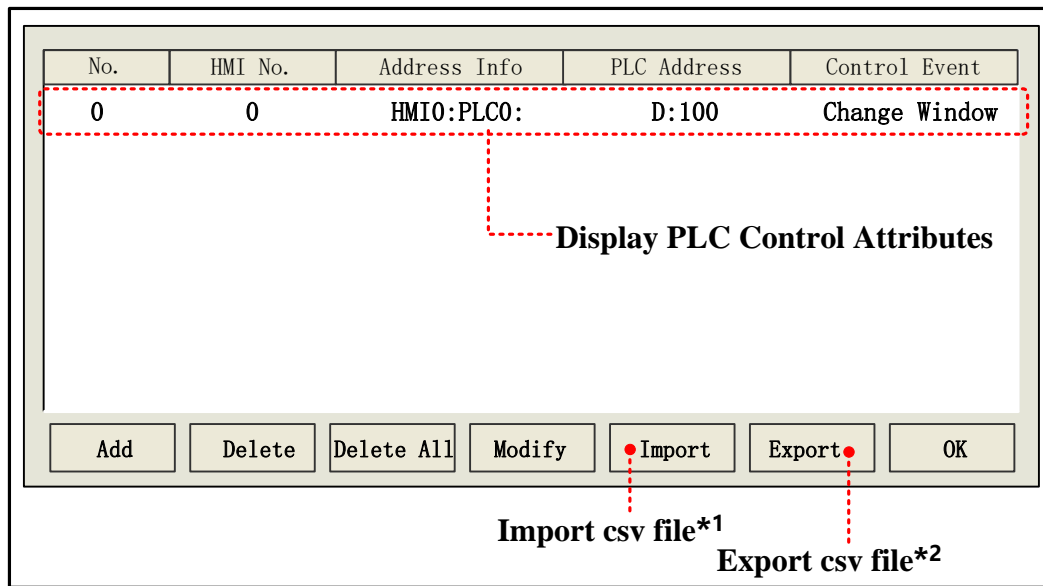 No. HMI No. Address Info PLC Address Control Event
0 0 HMI0:PLC0: D:100 Change Window
Display PLC Control Attributes
Add Delete Delete All Modify Import Export OK
Import csv file*1
Export csv file*2